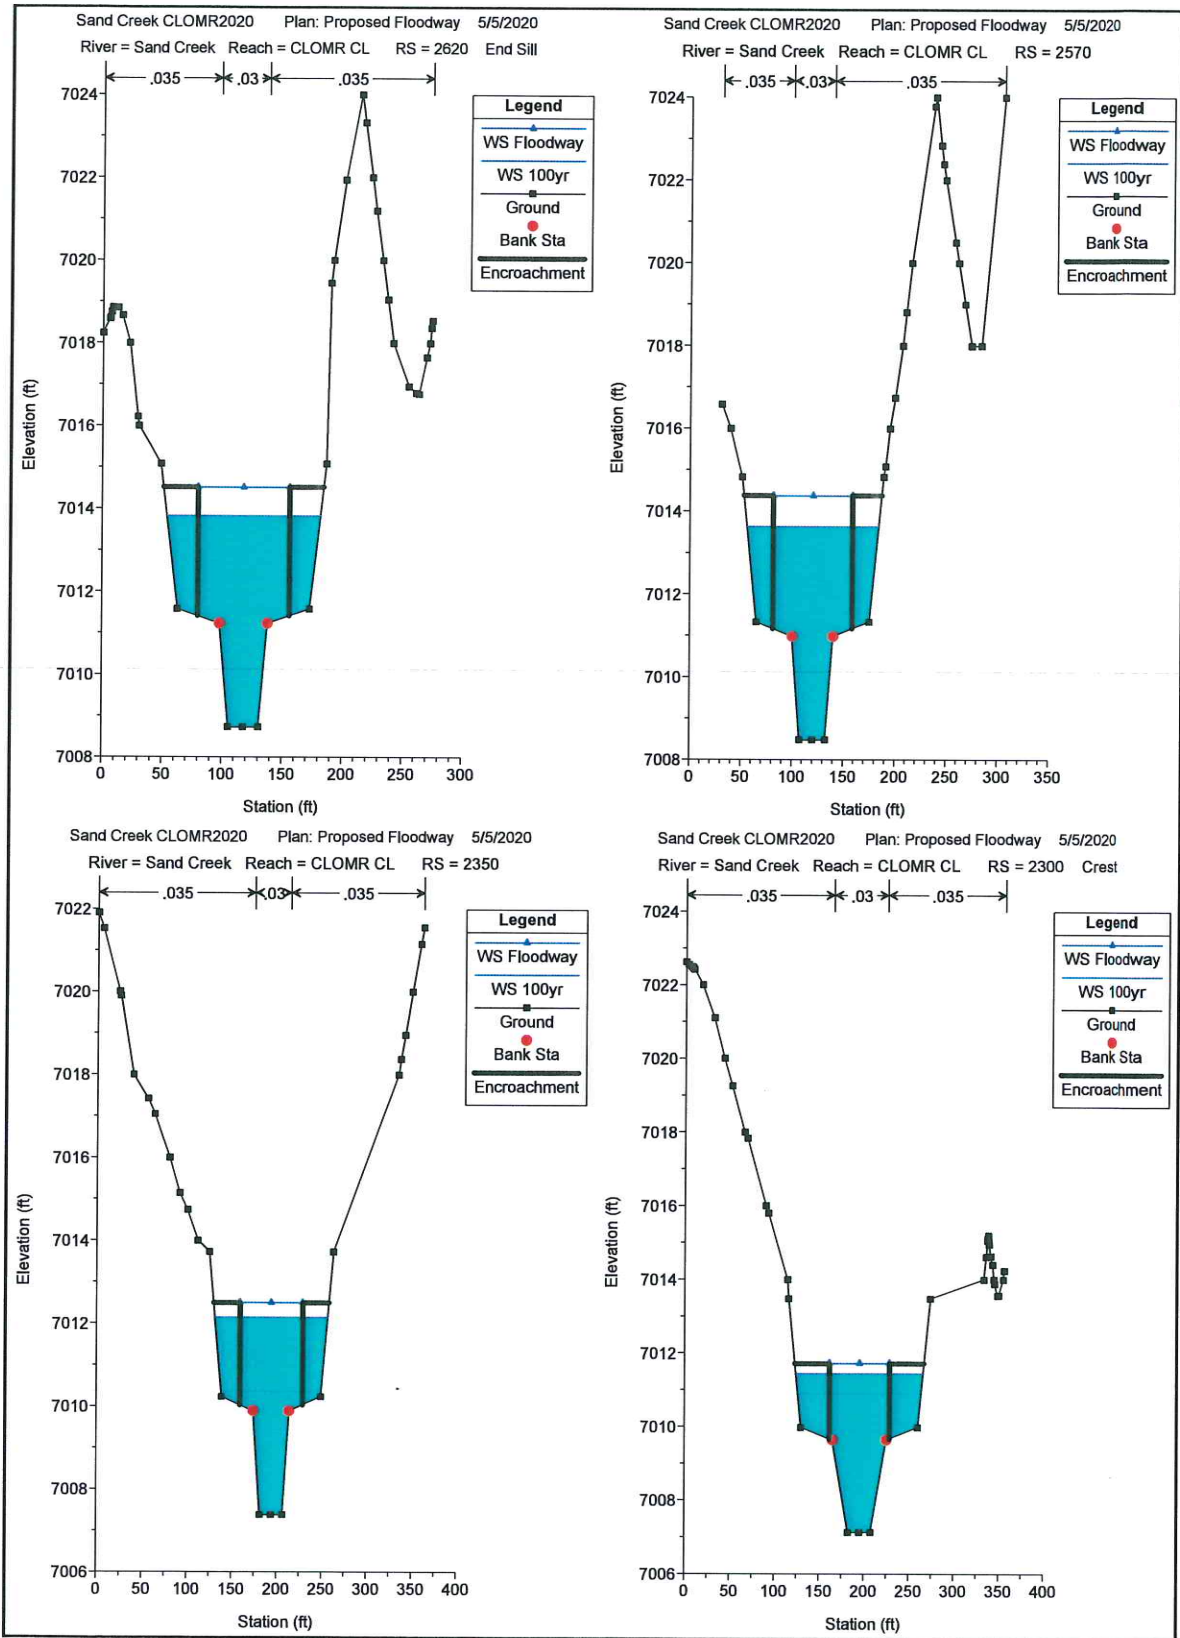 Sand Creek CLOMR2020 Plan: Proposed Floodway 5/5/2020
River = Sand Creek Reach = CLOMR CL RS = 2620 End Sill
.035 .03 .035
7024
7022
7020
7018
7016
7014
7012
7010
7008
Elevation (ft)
0 50 100 150 200 250 300
Station (ft)
Legend
WS Floodway
WS 100yr
Ground
Bank Sta
Encroachment
Sand Creek CLOMR2020 Plan: Proposed Floodway 5/5/2020
River = Sand Creek Reach = CLOMR CL RS = 2570
.035 .03 .035
7024
7022
7020
7018
7016
7014
7012
7010
7008
Elevation (ft)
0 50 100 150 200 250 300 350
Station (ft)
Legend
WS Floodway
WS 100yr
Ground
Bank Sta
Encroachment
Sand Creek CLOMR2020 Plan: Proposed Floodway 5/5/2020
River = Sand Creek Reach = CLOMR CL RS = 2350
.035 .03 .035
7022
7020
7018
7016
7014
7012
7010
7008
7006
Elevation (ft)
0 50 100 150 200 250 300 350 400
Station (ft)
Legend
WS Floodway
WS 100yr
Ground
Bank Sta
Encroachment
Sand Creek CLOMR2020 Plan: Proposed Floodway 5/5/2020
River = Sand Creek Reach = CLOMR CL RS = 2300 Crest
.035 .03 .035
7024
7022
7020
7018
7016
7014
7012
7010
7008
7006
Elevation (ft)
0 50 100 150 200 250 300 350 400
Station (ft)
Legend
WS Floodway
WS 100yr
Ground
Bank Sta
Encroachment